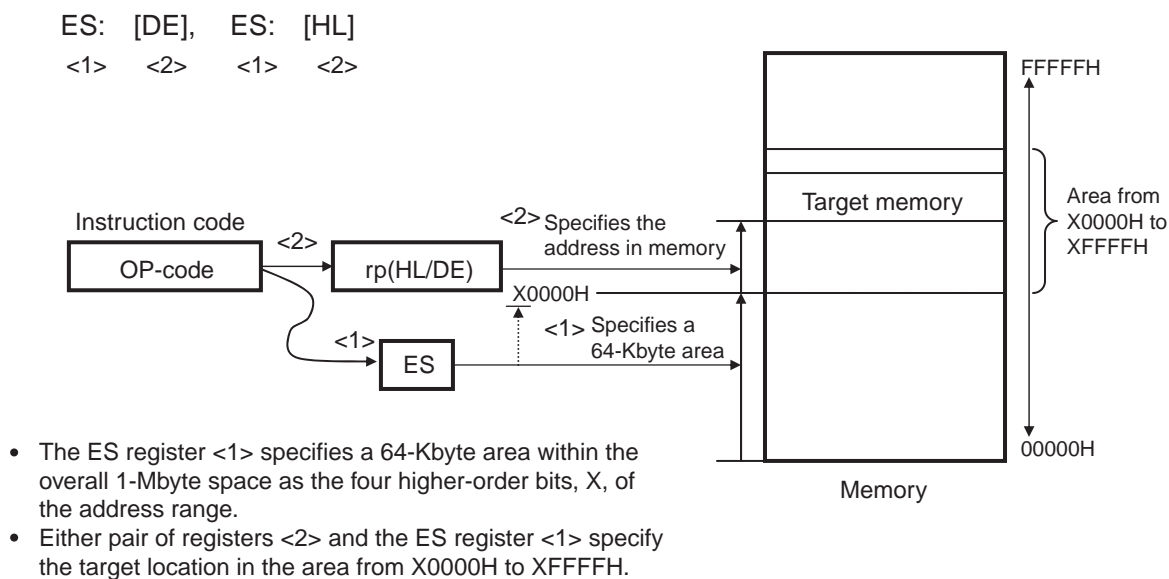 ES: [DE], ES: [HL]
<1> <2> <1> <2>
FFFFFH
Target memory
Area from
X0000H to
XFFFFH
Instruction code
<2>
OP-code
rp(HL/DE)
<2> Specifies the
address in memory
X0000H
<1>
ES
<1> Specifies a
64-Kbyte area
00000H
Memory
• The ES register <1> specifies a 64-Kbyte area within the
overall 1-Mbyte space as the four higher-order bits, X, of
the address range.
• Either pair of registers <2> and the ES register <1> specify
the target location in the area from X0000H to XFFFFH.